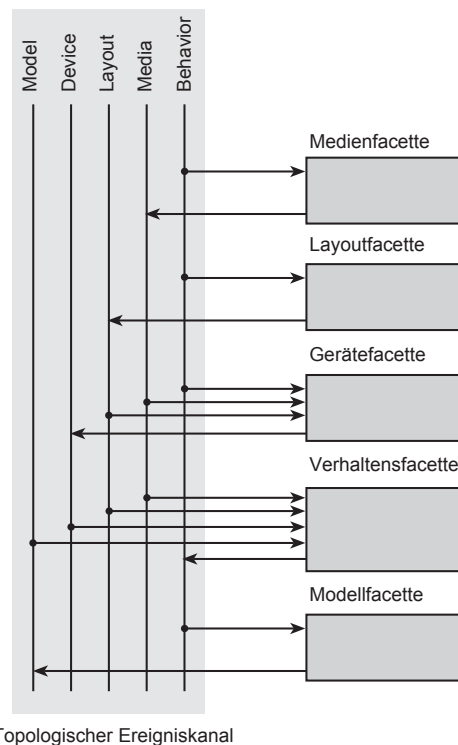 Model
Device
Layout
Media
Behavior
Medienfacette
Layoutfacette
Gerätefacette
Verhaltensfacette
Modellfacette
Topologischer Ereigniskanal